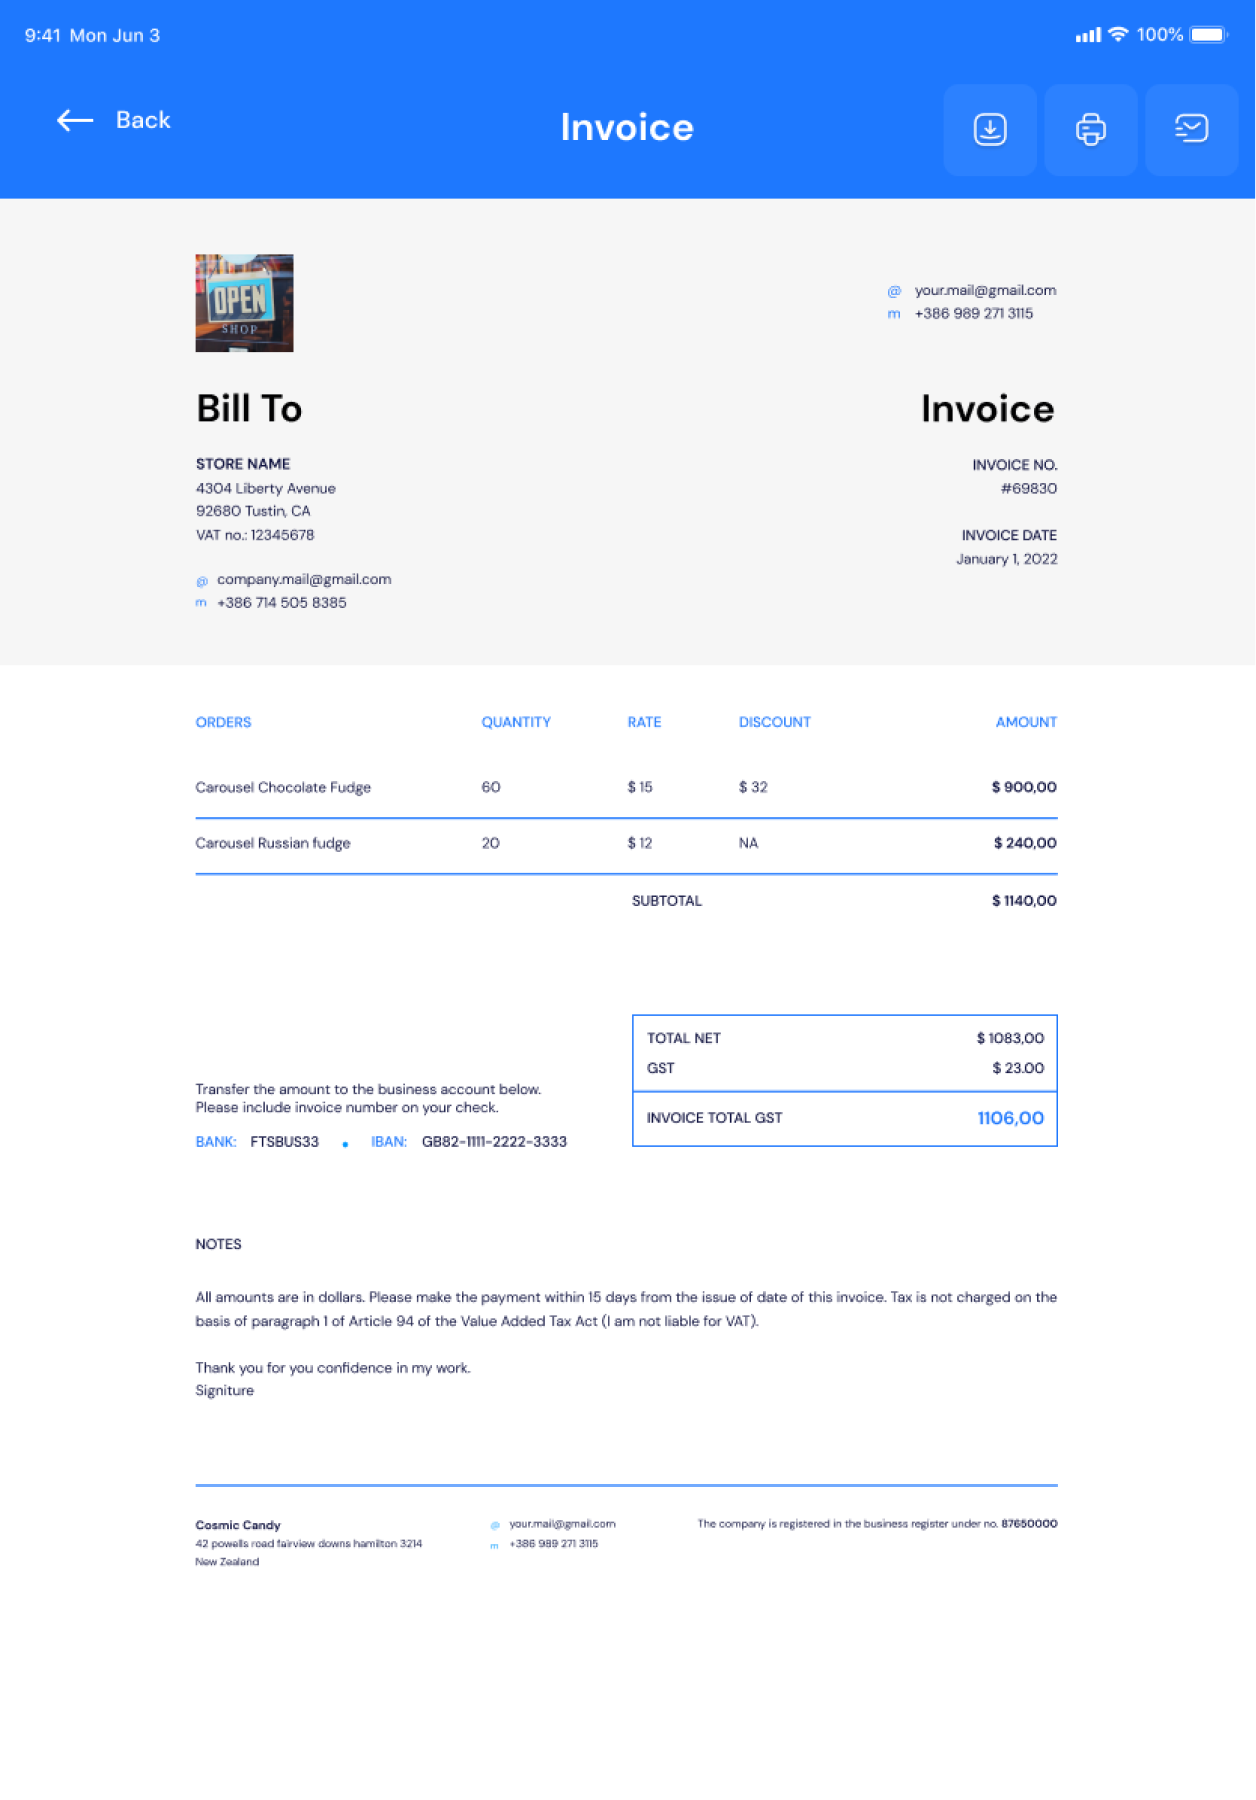 9:41 Mon Jun 3
100%
Back
Invoice
OPEN
SHOP
@ your.mail@gmail.com
m +386 989 271 3115
Bill To
Invoice
STORE NAME
4304 Liberty Avenue
92680 Tustin, CA
VAT no.: 12345678
@ company.mail@gmail.com
m +386 714 505 8385
INVOICE NO.
#69830
INVOICE DATE
January 1, 2022
ORDERS QUANTITY RATE DISCOUNT AMOUNT
Carousel Chocolate Fudge 60 $ 15 $ 32 $ 900,00
Carousel Russian fudge 20 $ 12 NA $ 240,00
SUBTOTAL $ 1140,00
TOTAL NET $ 1083,00
GST $ 23.00
INVOICE TOTAL GST 1106,00
Transfer the amount to the business account below.
Please include invoice number on your check.
BANK: FTSBUS33 • IBAN: GB82-1111-2222-3333
NOTES
All amounts are in dollars. Please make the payment within 15 days from the issue of date of this invoice. Tax is not charged on the
basis of paragraph 1 of Article 94 of the Value Added Tax Act (I am not liable for VAT).
Thank you for you confidence in my work.
Signiture
Cosmic Candy
42 powells road fairview downs hamilton 3214
New Zealand
@ your.mail@gmail.com
m +386 989 271 3115
The company is registered in the business register under no. 87650000